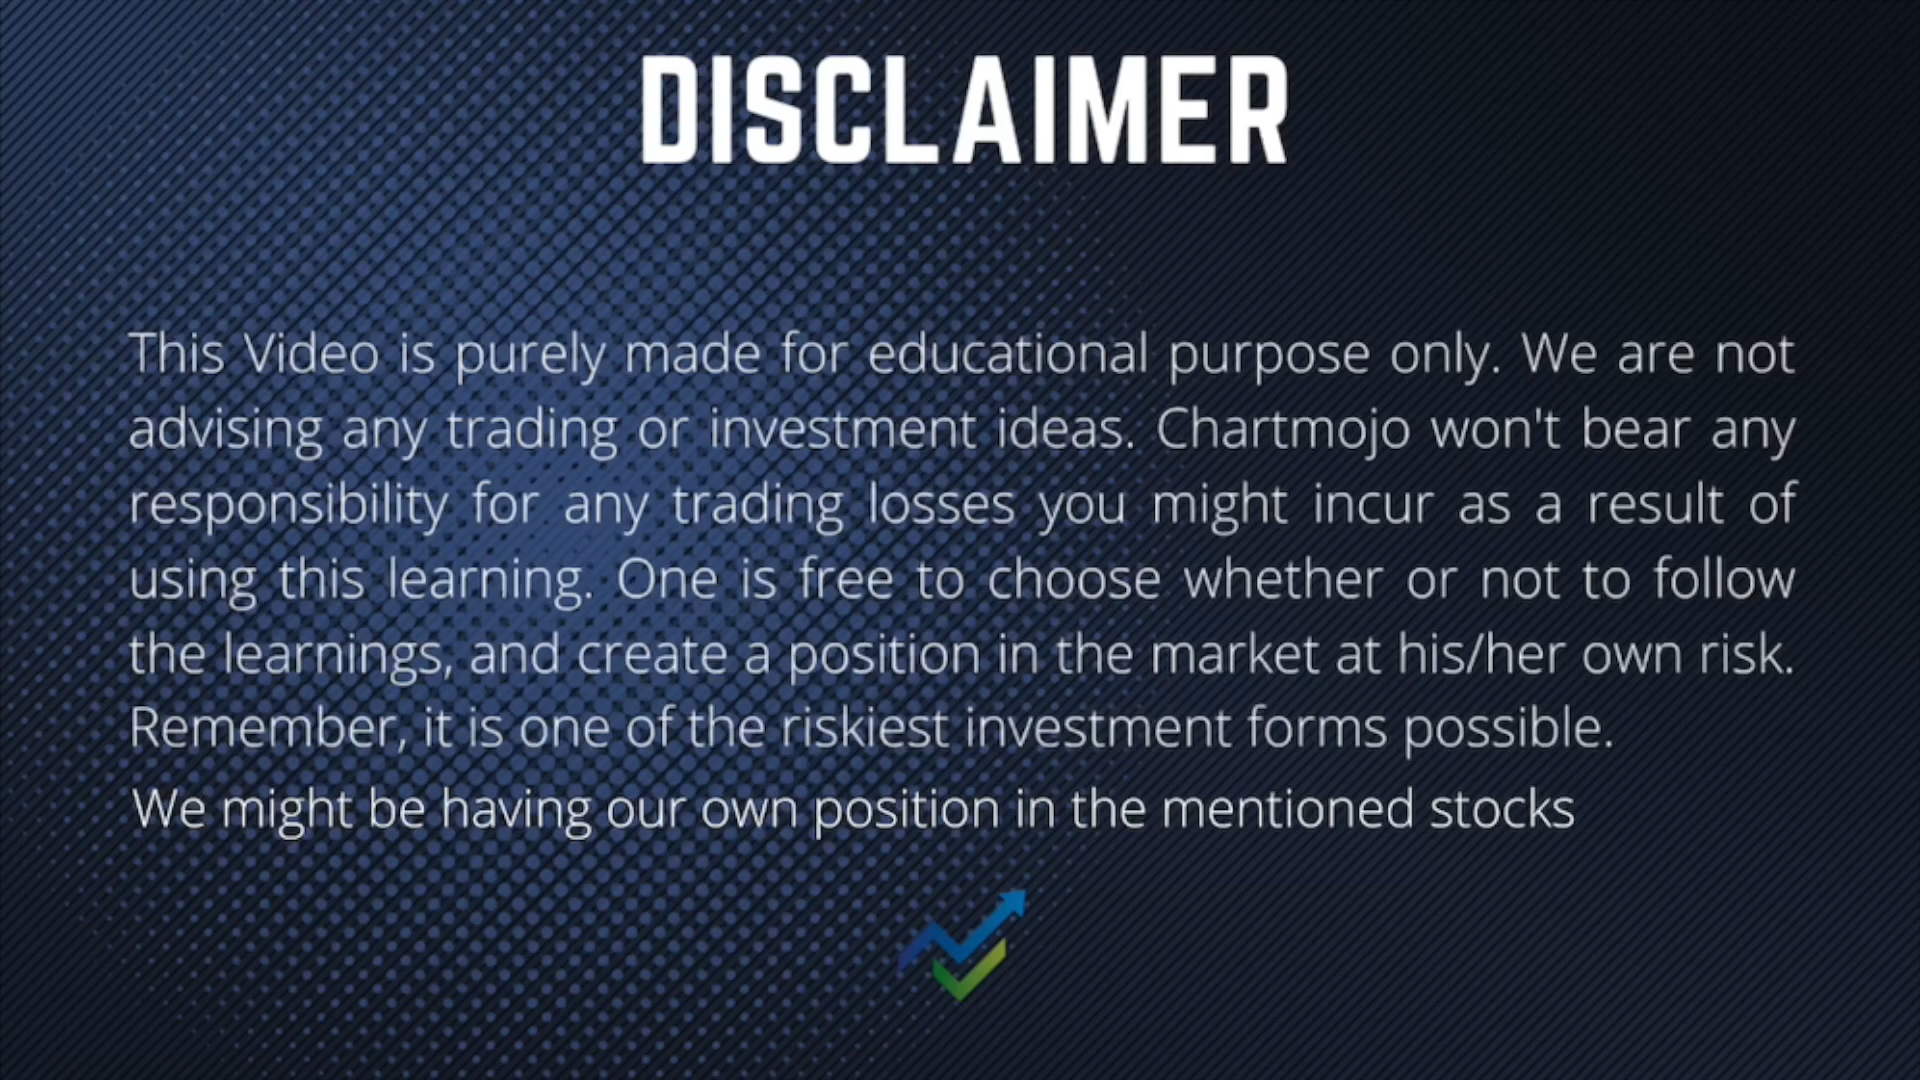 DISCLAIMER
This Video is purely made for educational purpose only. We are not
advising any trading or investment ideas. Chartmojo won't bear any
responsibility for any trading losses you might incur as a result of
using this learning. One is free to choose whether or not to follow
the learnings, and create a position in the market at his/her own risk.
Remember, it is one of the riskiest investment forms possible.
We might be having our own position in the mentioned stocks